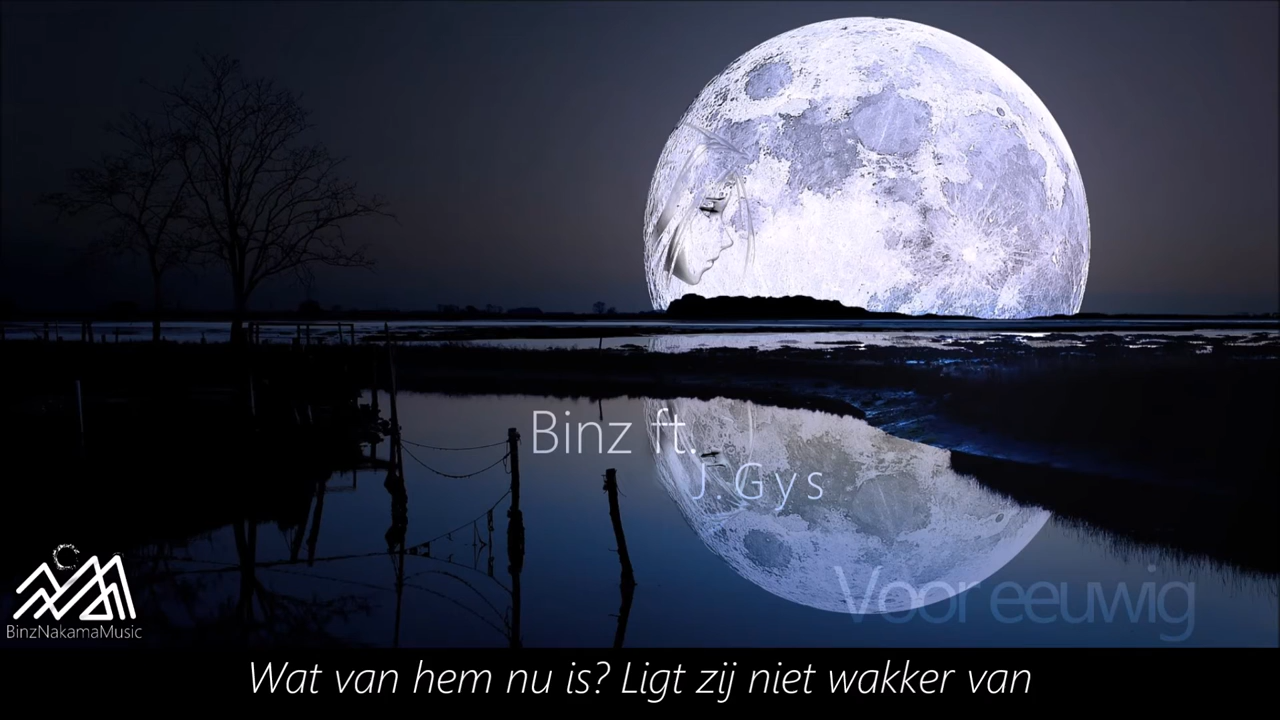 Binz ft.
J. Gys
Voor eeuwig
BinzNakamaMusic
Wat van hem nu is? Ligt zij niet wakker van